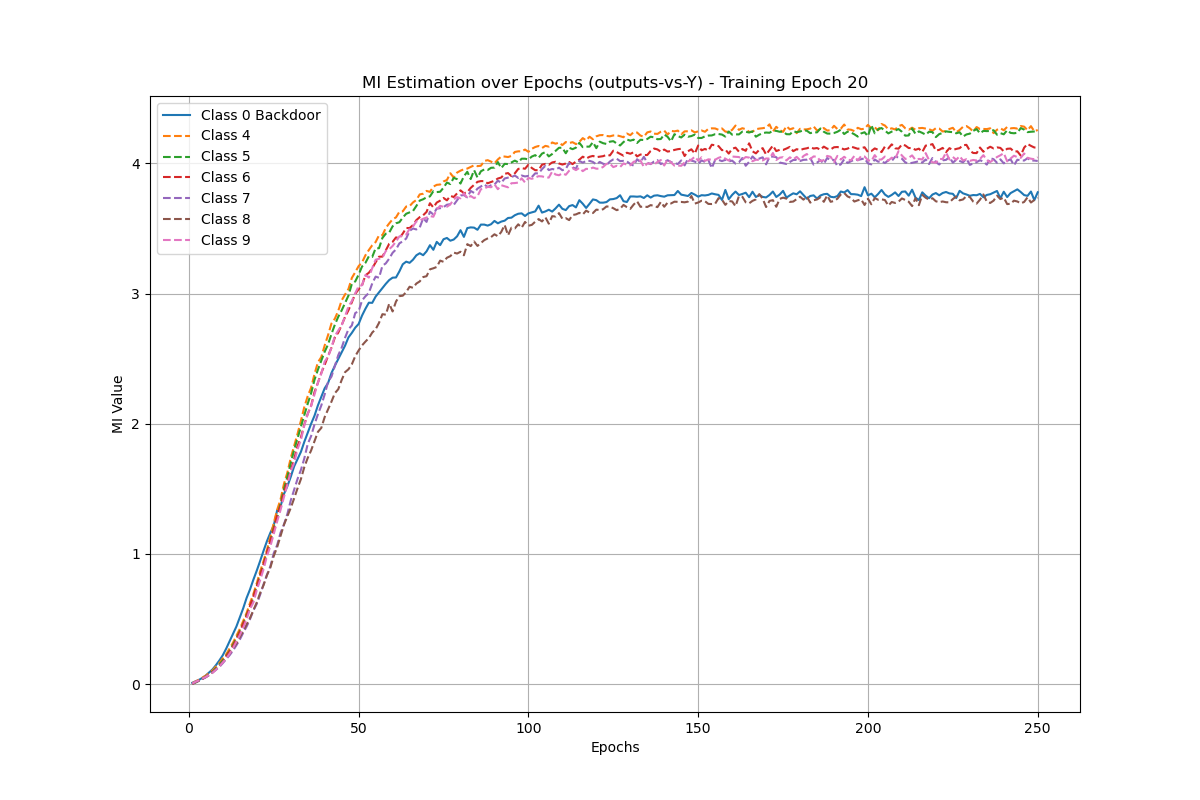 MI Estimation over Epochs (outputs-vs-Y) - Training Epoch 20
Class 0 Backdoor
Class 4
Class 5
Class 6
Class 7
Class 8
Class 9
4
3
2
1
0
MI Value
0 50 100 150 200 250
Epochs